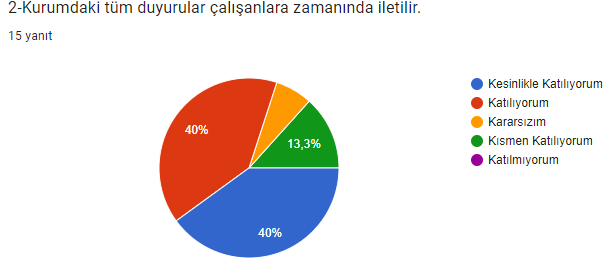 2-Kurumdaki tüm duyurular çalışanlara zamanında iletilir.
15 yanıt
Kesinlikle Katılıyorum
Katılıyorum
Kararsızım
Kısmen Katılıyorum
Katılmıyorum
40%
13,3%
40%